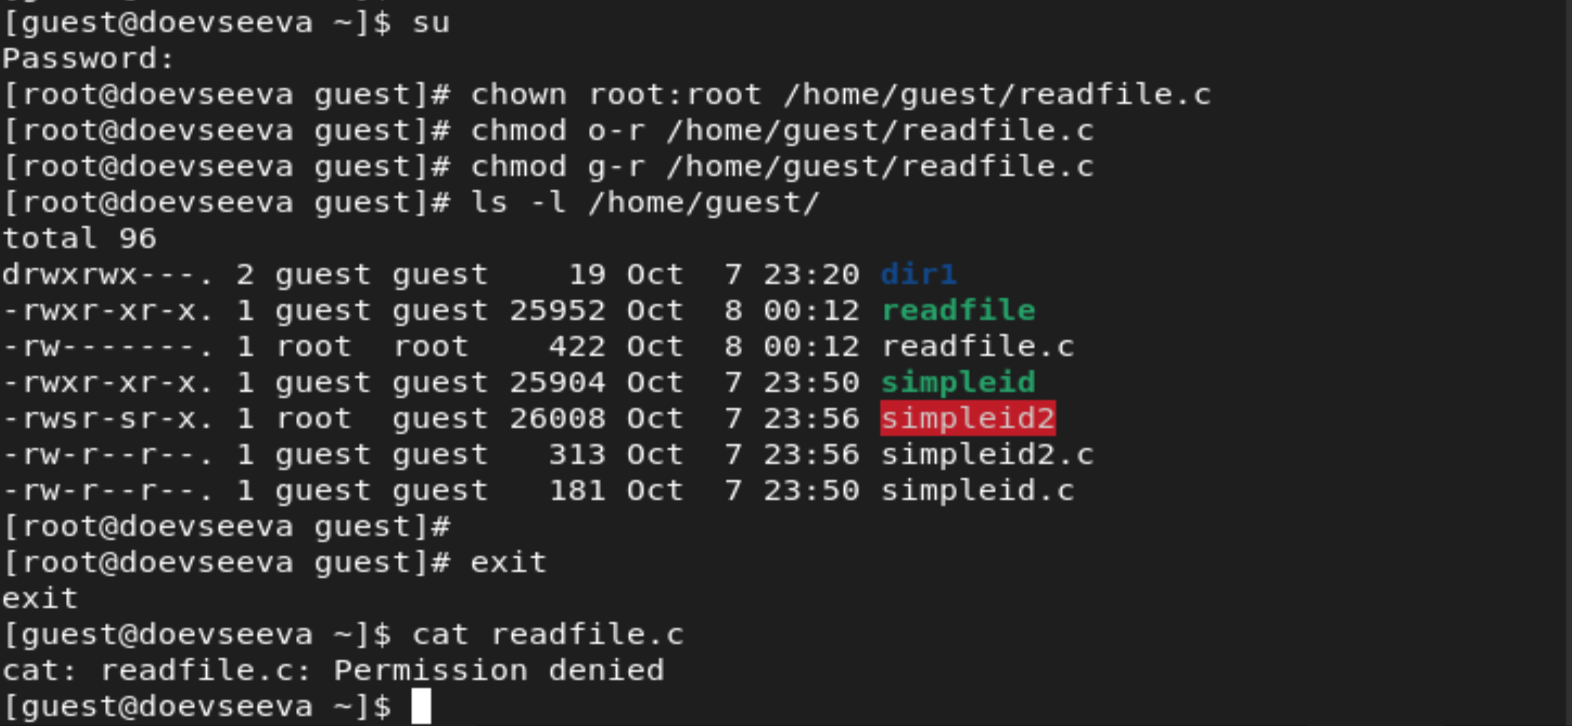 [guest@doevseeva ~]$ su
Password:
[root@doevseeva guest]# chown root:root /home/guest/readfile.c
[root@doevseeva guest]# chmod o-r /home/guest/readfile.c
[root@doevseeva guest]# chmod g-r /home/guest/readfile.c
[root@doevseeva guest]# ls -l /home/guest/
total 96
drwxrwx---. 2 guest guest    19 Oct  7 23:20 dir1
-rwxr-xr-x. 1 guest guest 25952 Oct  8 00:12 readfile
-rw-------. 1 root  root    422 Oct  8 00:12 readfile.c
-rwxr-xr-x. 1 guest guest 25904 Oct  7 23:50 simpleid
-rwsr-sr-x. 1 root  guest 26008 Oct  7 23:56 simpleid2
-rw-r--r--. 1 guest guest   313 Oct  7 23:56 simpleid2.c
-rw-r--r--. 1 guest guest   181 Oct  7 23:50 simpleid.c
[root@doevseeva guest]#
[root@doevseeva guest]# exit
exit
[guest@doevseeva ~]$ cat readfile.c
cat: readfile.c: Permission denied
[guest@doevseeva ~]$